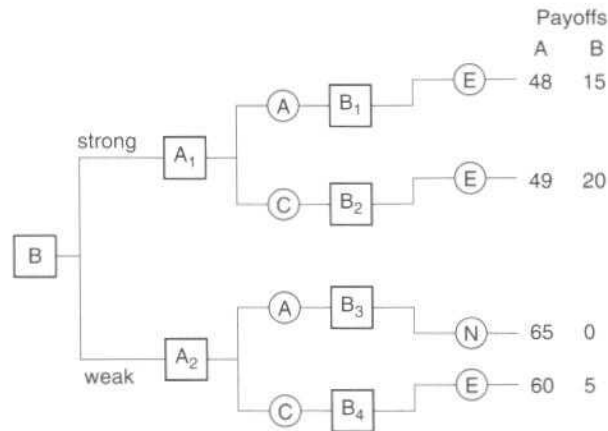 Payoffs
A B
A B₁ E 48 15
strong A₁
C B₂ E 49 20
B
A B₃
N 65 0
weak A₂
C B₄ E 60 5